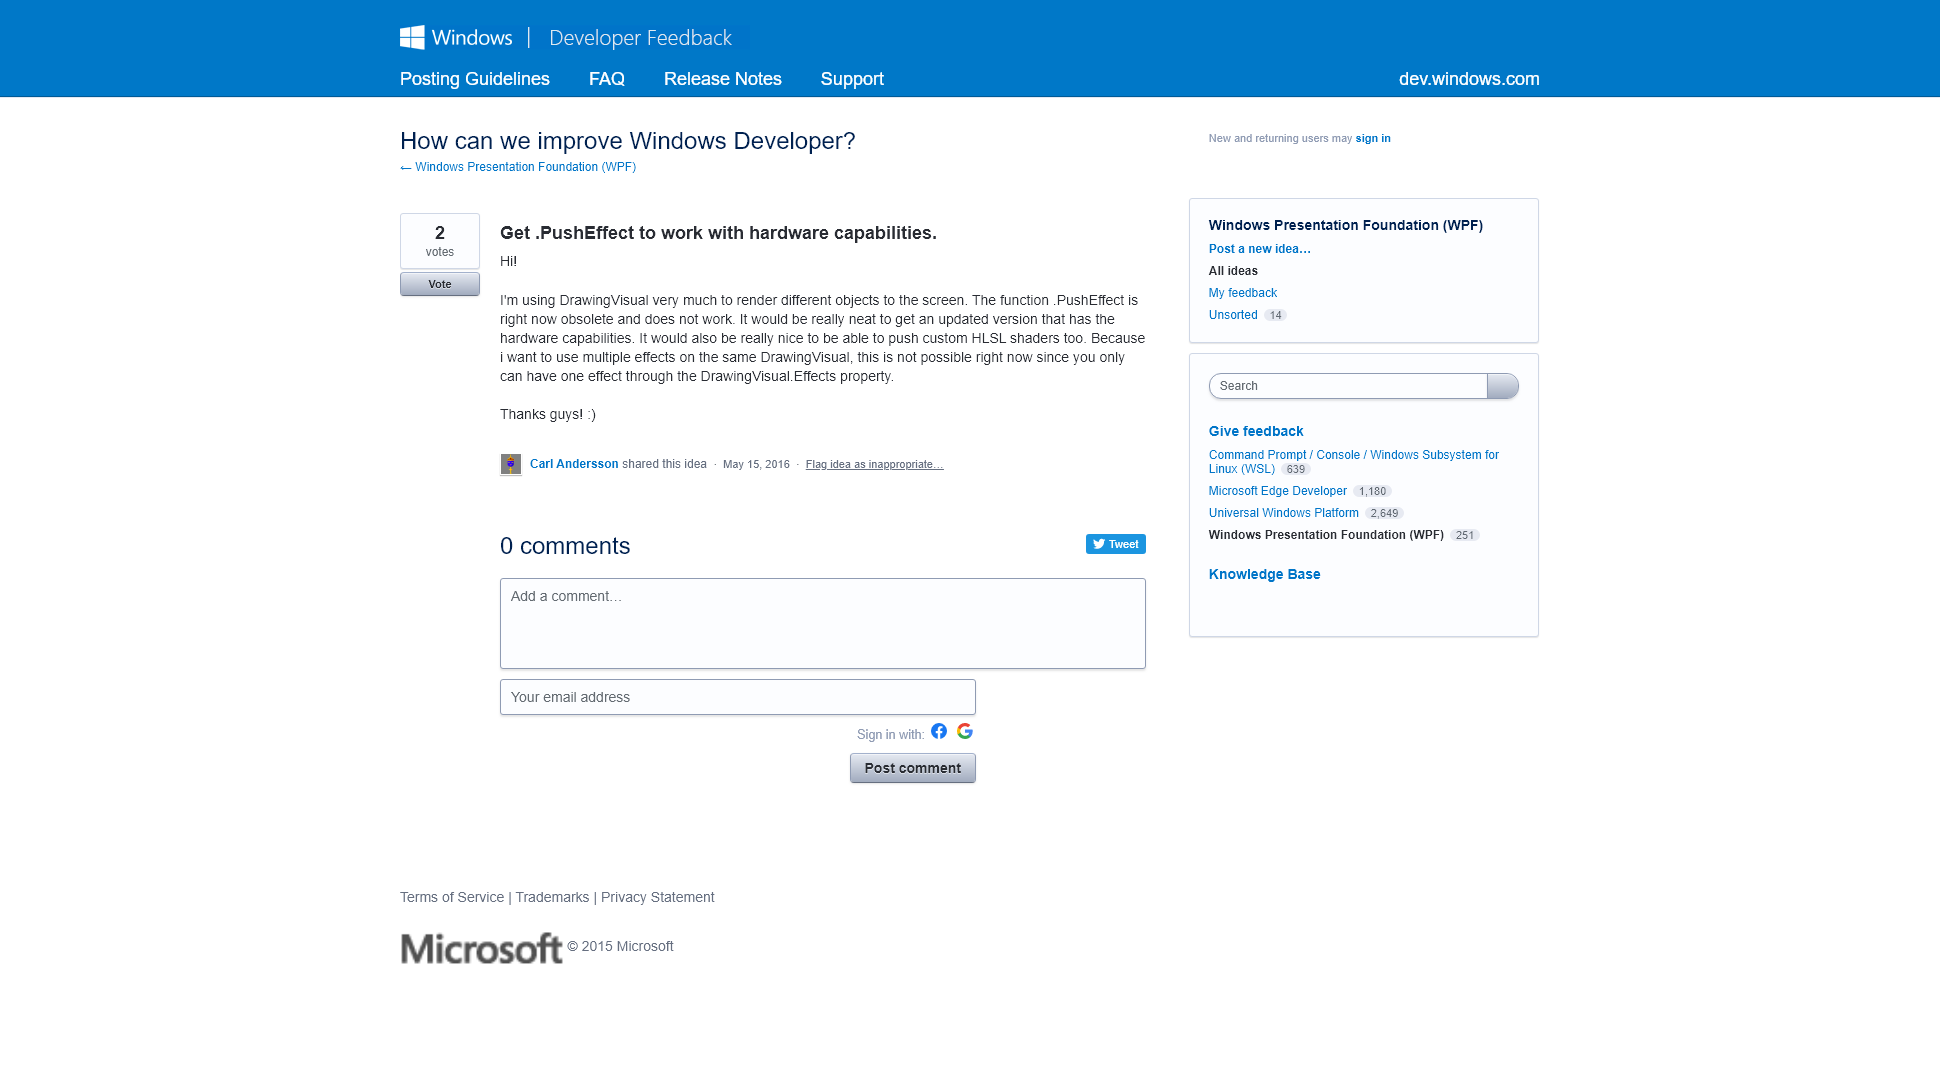 Windows | Developer Feedback
Posting Guidelines FAQ Release Notes Support dev.windows.com
How can we improve Windows Developer?
← Windows Presentation Foundation (WPF)
New and returning users may sign in
2
votes
Vote
Get .PushEffect to work with hardware capabilities.
Hi!
I'm using DrawingVisual very much to render different objects to the screen. The function .PushEffect is
right now obsolete and does not work. It would be really neat to get an updated version that has the
hardware capabilities. It would also be really nice to be able to push custom HLSL shaders too. Because
i want to use multiple effects on the same DrawingVisual, this is not possible right now since you only
can have one effect through the DrawingVisual.Effects property.
Thanks guys! :)
Carl Andersson shared this idea · May 15, 2016 · Flag idea as inappropriate…
0 comments
Tweet
Add a comment…
Your email address
Sign in with:
Post comment
Windows Presentation Foundation (WPF)
Post a new idea…
All ideas
My feedback
Unsorted 14
Search
Give feedback
Command Prompt / Console / Windows Subsystem for
Linux (WSL) 639
Microsoft Edge Developer 1,180
Universal Windows Platform 2,649
Windows Presentation Foundation (WPF) 251
Knowledge Base
Terms of Service | Trademarks | Privacy Statement
Microsoft © 2015 Microsoft